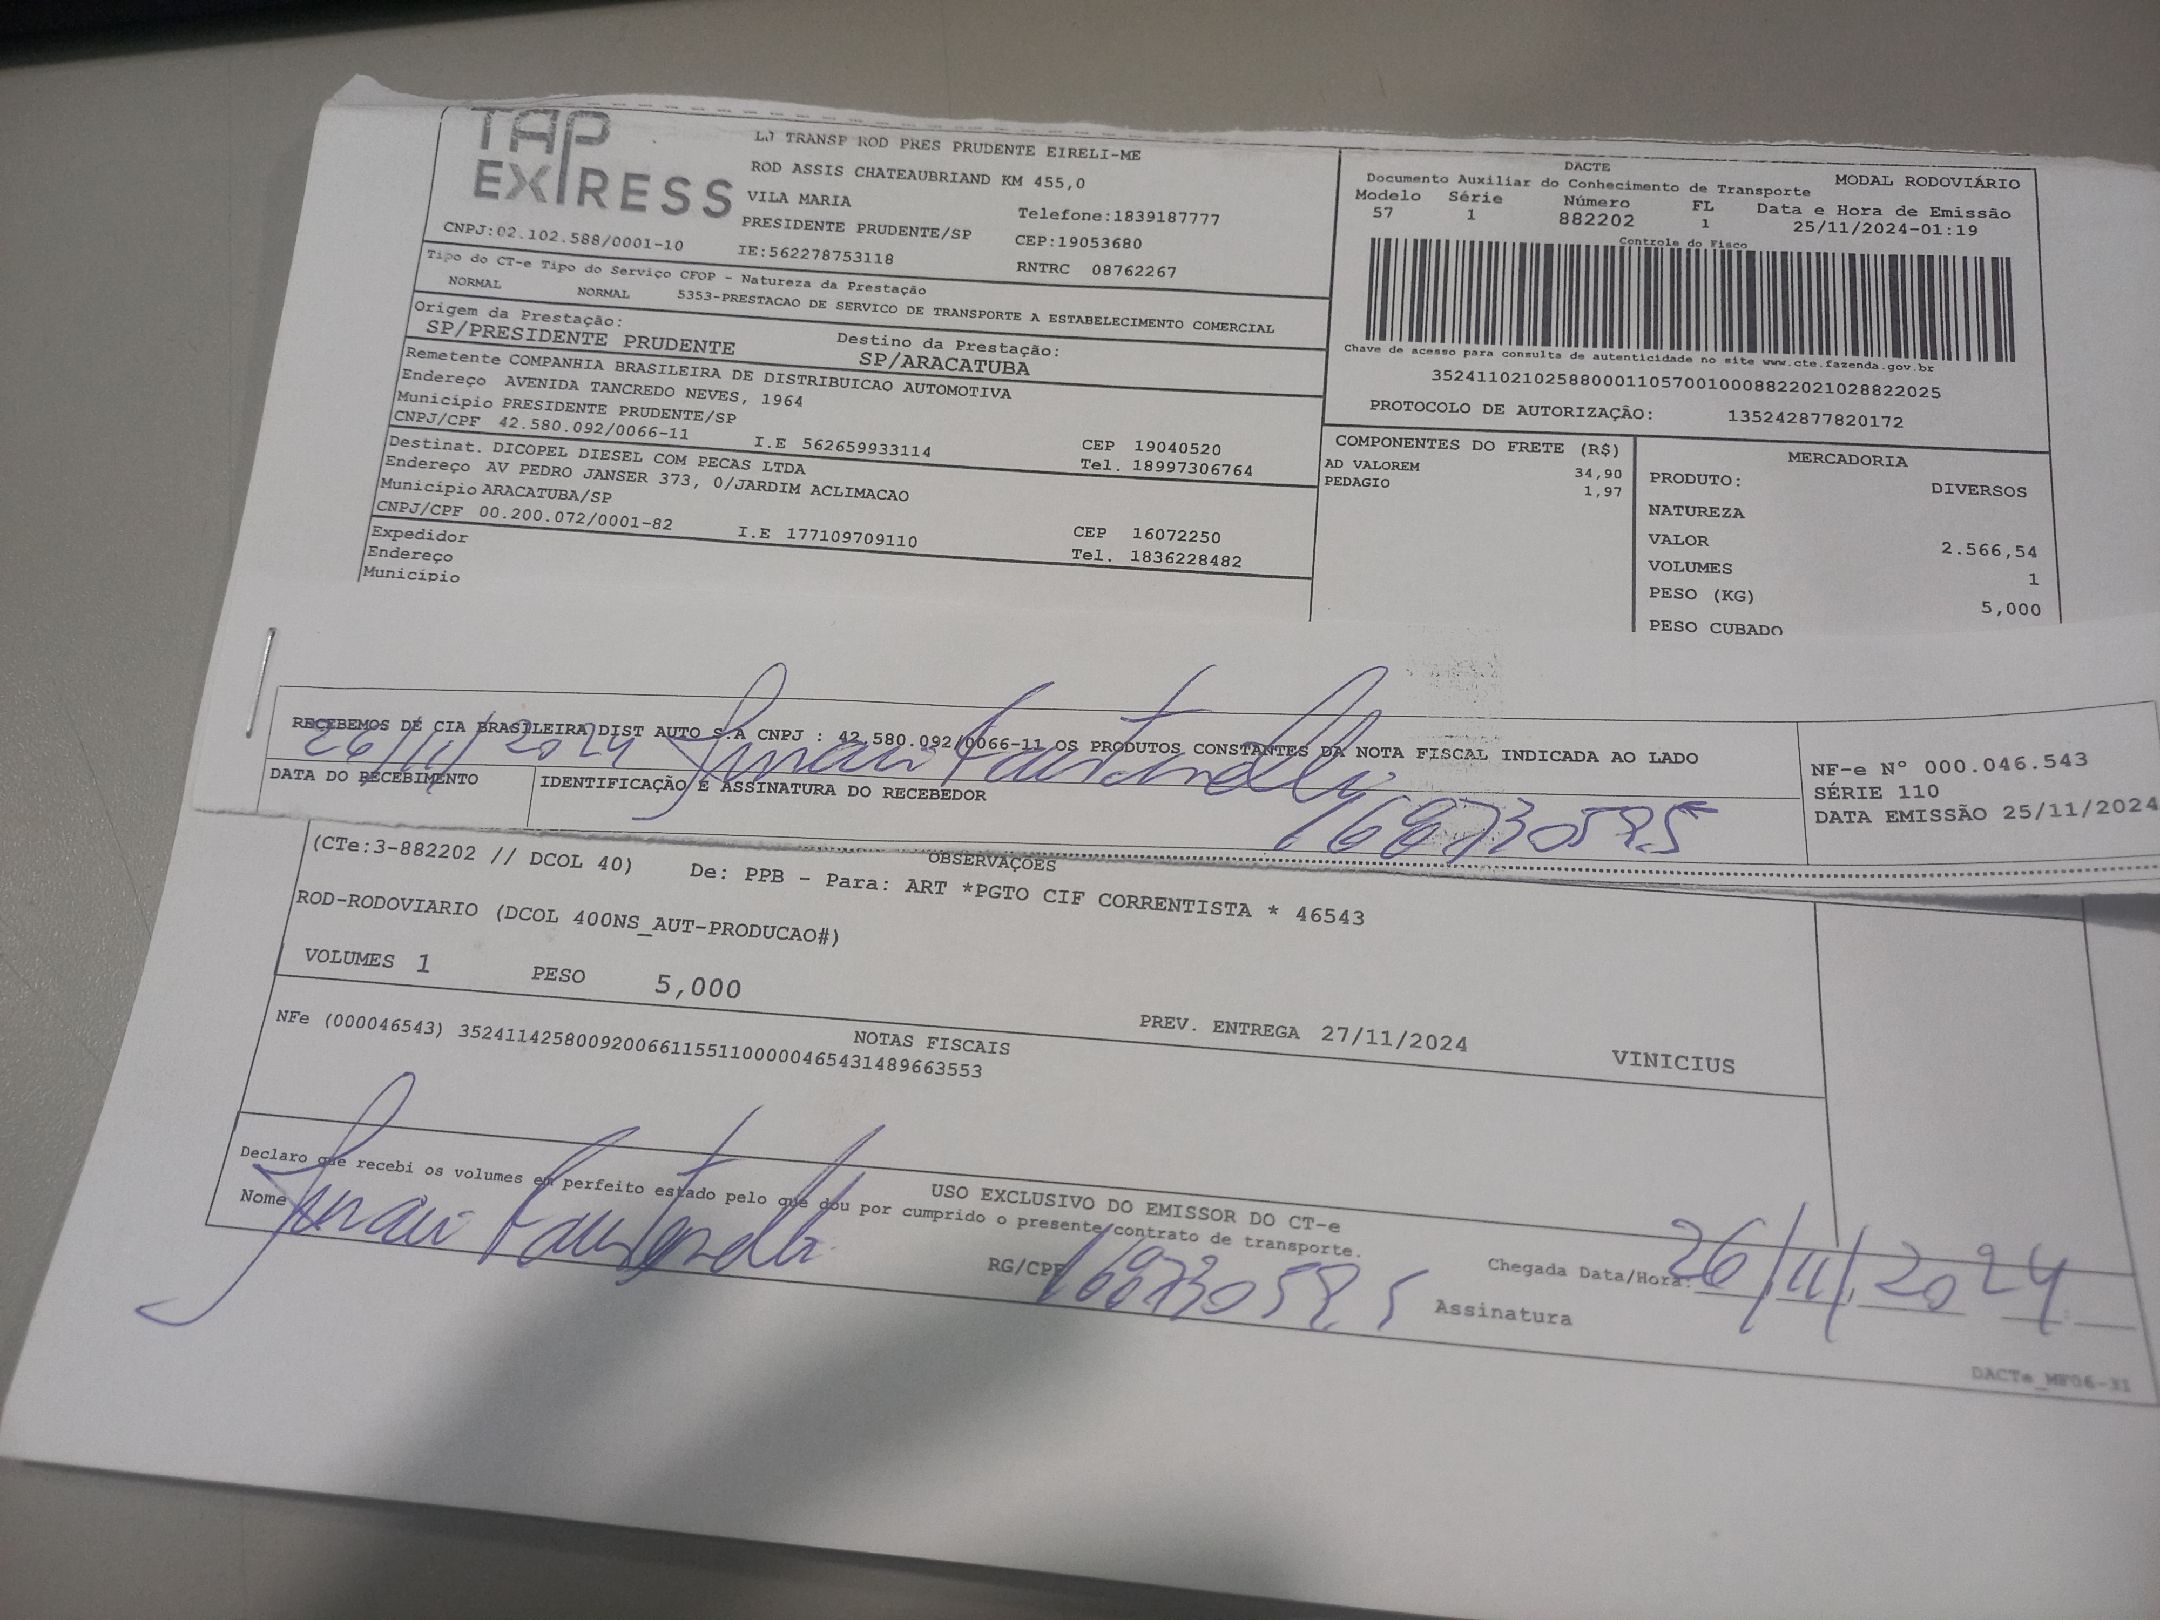 TAP
EXPRESS
LJ TRANSP ROD PRES PRUDENTE EIRELI-ME
ROD ASSIS CHATEAUBRIAND KM 455,0
VILA MARIA
Telefone:1839187777
PRESIDENTE PRUDENTE/SP
CEP:19053680
CNPJ:02.102.588/0001-10
IE:562278753118
RNTRC 08762267
DACTE
MODAL RODOVIÁRIO
Documento Auxiliar do Conhecimento de Transporte
Modelo Série Número FL Data e Hora de Emissão
57 1 882202 1 25/11/2024-01:19
Controle do Fisco
Chave de acesso para consulta de autenticidade no site www.cte.fazenda.gov.br
35241102102588000110570010008822021028822025
PROTOCOLO DE AUTORIZAÇÃO: 135242877820172
Tipo do CT-e Tipo do Serviço CFOP - Natureza da Prestação
NORMAL NORMAL 5353-PRESTACAO DE SERVICO DE TRANSPORTE A ESTABELECIMENTO COMERCIAL
Origem da Prestação: Destino da Prestação:
SP/PRESIDENTE PRUDENTE SP/ARACATUBA
Remetente COMPANHIA BRASILEIRA DE DISTRIBUICAO AUTOMOTIVA
Endereço AVENIDA TANCREDO NEVES, 1964
Município PRESIDENTE PRUDENTE/SP CEP 19040520
CNPJ/CPF 42.580.092/0066-11 I.E 562659933114 Tel. 18997306764
Destinat. DICOPEL DIESEL COM PECAS LTDA
Endereço AV PEDRO JANSER 373, 0/JARDIM ACLIMACAO
Município ARACATUBA/SP CEP 16072250
CNPJ/CPF 00.200.072/0001-82 I.E 177109709110 Tel. 1836228482
Expedidor
Endereço
Município
COMPONENTES DO FRETE (R$)
AD VALOREM 34,90
PEDAGIO 1,97
MERCADORIA
PRODUTO: DIVERSOS
NATUREZA
VALOR 2.566,54
VOLUMES 1
PESO (KG) 5,000
PESO CUBADO
RECEBEMOS DE CIA BRASILEIRA DIST AUTO S.A CNPJ : 42.580.092/0066-11 OS PRODUTOS CONSTANTES DA NOTA FISCAL INDICADA AO LADO
26/11/2024
DATA DO RECEBIMENTO IDENTIFICAÇÃO E ASSINATURA DO RECEBEDOR
NF-e Nº 000.046.543
SÉRIE 110
DATA EMISSÃO 25/11/2024
OBSERVAÇÕES
(CTe:3-882202 // DCOL 40) De: PPB - Para: ART *PGTO CIF CORRENTISTA * 46543
ROD-RODOVIARIO (DCOL 400NS_AUT-PRODUCAO#)
VOLUMES 1 PESO 5,000 PREV. ENTREGA 27/11/2024 VINICIUS
NOTAS FISCAIS
NFe (000046543) 35241142580092006611551100000465431489663553
USO EXCLUSIVO DO EMISSOR DO CT-e
Declaro que recebi os volumes em perfeito estado pelo que dou por cumprido o presente contrato de transporte.
Nome RG/CPF Assinatura Chegada Data/Hora: 26/11/2024
DACTe_MF06-31